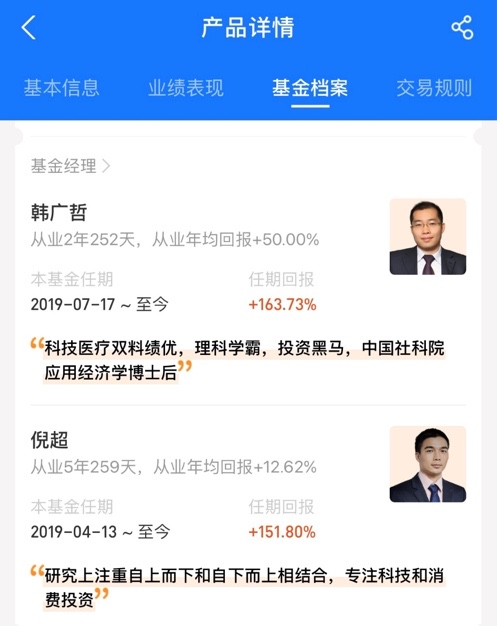 产品详情
基本信息 业绩表现 基金档案 交易规则
基金经理
韩广哲
从业2年252天，从业年均回报+50.00%
本基金任期 任期回报
2019-07-17 ~ 至今 +163.73%
“科技医疗双料绩优，理科学霸，投资黑马，中国社科院
应用经济学博士后”
倪超
从业5年259天，从业年均回报+12.62%
本基金任期 任期回报
2019-04-13 ~ 至今 +151.80%
“研究上注重自上而下和自下而上相结合，专注科技和消
费投资”